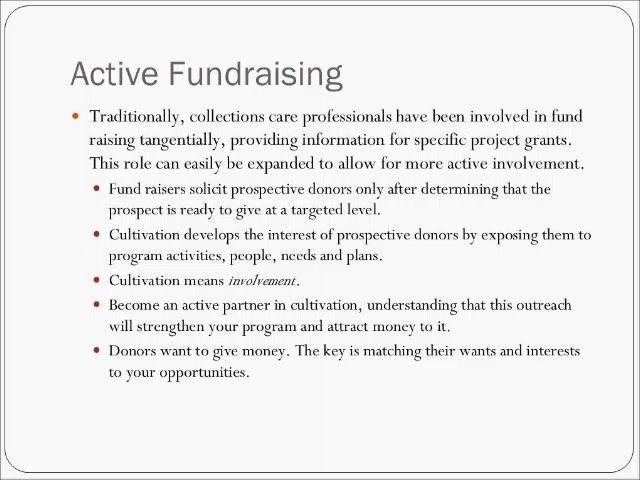 Active Fundraising
• Traditionally, collections care professionals have been involved in fund
raising tangentially, providing information for specific project grants.
This role can easily be expanded to allow for more active involvement.
• Fund raisers solicit prospective donors only after determining that the
prospect is ready to give at a targeted level.
• Cultivation develops the interest of prospective donors by exposing them to
program activities, people, needs and plans.
• Cultivation means involvement.
• Become an active partner in cultivation, understanding that this outreach
will strengthen your program and attract money to it.
• Donors want to give money. The key is matching their wants and interests
to your opportunities.